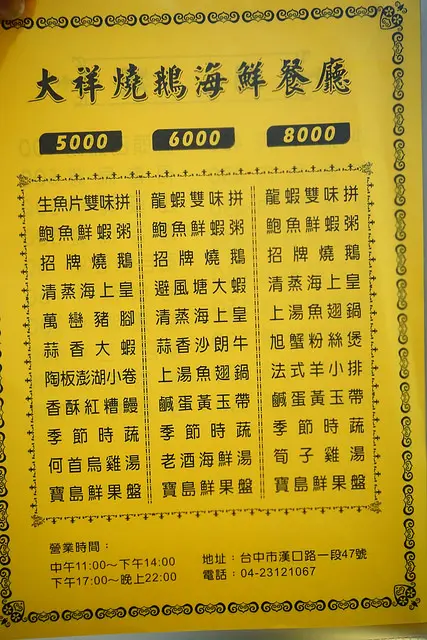 大祥燒鵝海鮮餐廳
5000 6000 8000
生魚片雙味拼 龍蝦雙味拼 龍蝦雙味拼
鮑魚鮮蝦粥 鮑魚鮮蝦粥 鮑魚鮮蝦粥
招牌燒鵝 招牌燒鵝 招牌燒鵝
清蒸海上皇 避風塘大蝦 清蒸海上皇
萬巒豬腳 清蒸海上皇 上湯魚翅鍋
蒜香大蝦 蒜香沙朗牛 旭蟹粉絲煲
陶板澎湖小卷 上湯魚翅鍋 法式羊小排
香酥紅糟鰻 鹹蛋黃玉帶 鹹蛋黃玉帶
季節時蔬 季節時蔬 季節時蔬
何首烏雞湯 老酒海鮮湯 筍子雞湯
寶島鮮果盤 寶島鮮果盤 寶島鮮果盤
營業時間：
中午11:00～下午14:00 地址：台中市漢口路一段47號
下午17:00～晚上22:00 電話：04-23121067